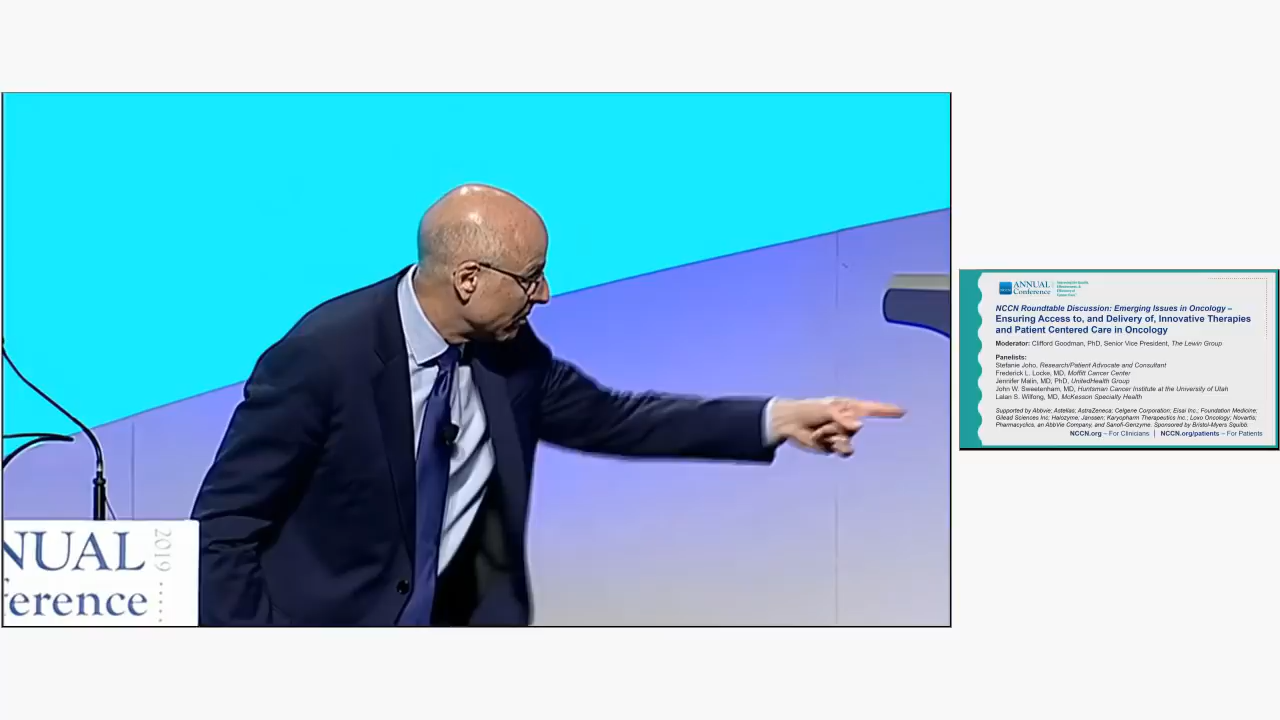 NNUAL
2019
ference
ANNUAL
Conference
NCCN Roundtable Discussion: Emerging Issues in Oncology –
Ensuring Access to, and Delivery of, Innovative Therapies
and Patient Centered Care in Oncology
Moderator: Clifford Goodman, PhD, Senior Vice President, The Lewin Group
Panelists:
Stefanie Joho, Research/Patient Advocate and Consultant
Frederick L. Locke, MD, Moffitt Cancer Center
Jennifer Malin, MD, PhD, UnitedHealth Group
John W. Sweetenham, MD, Huntsman Cancer Institute at the University of Utah
Lalan S. Wilfong, MD, McKesson Specialty Health
Supported by Abbvie; Astellas; AstraZeneca; Celgene Corporation; Eisai Inc.; Foundation Medicine;
Gilead Sciences Inc; Halozyme; Janssen; Karyopharm Therapeutics Inc.; Loxo Oncology; Novartis;
Pharmacyclics, an AbbVie Company, and Sanofi-Genzyme. Sponsored by Bristol-Myers Squibb.
NCCN.org – For Clinicians | NCCN.org/patients – For Patients